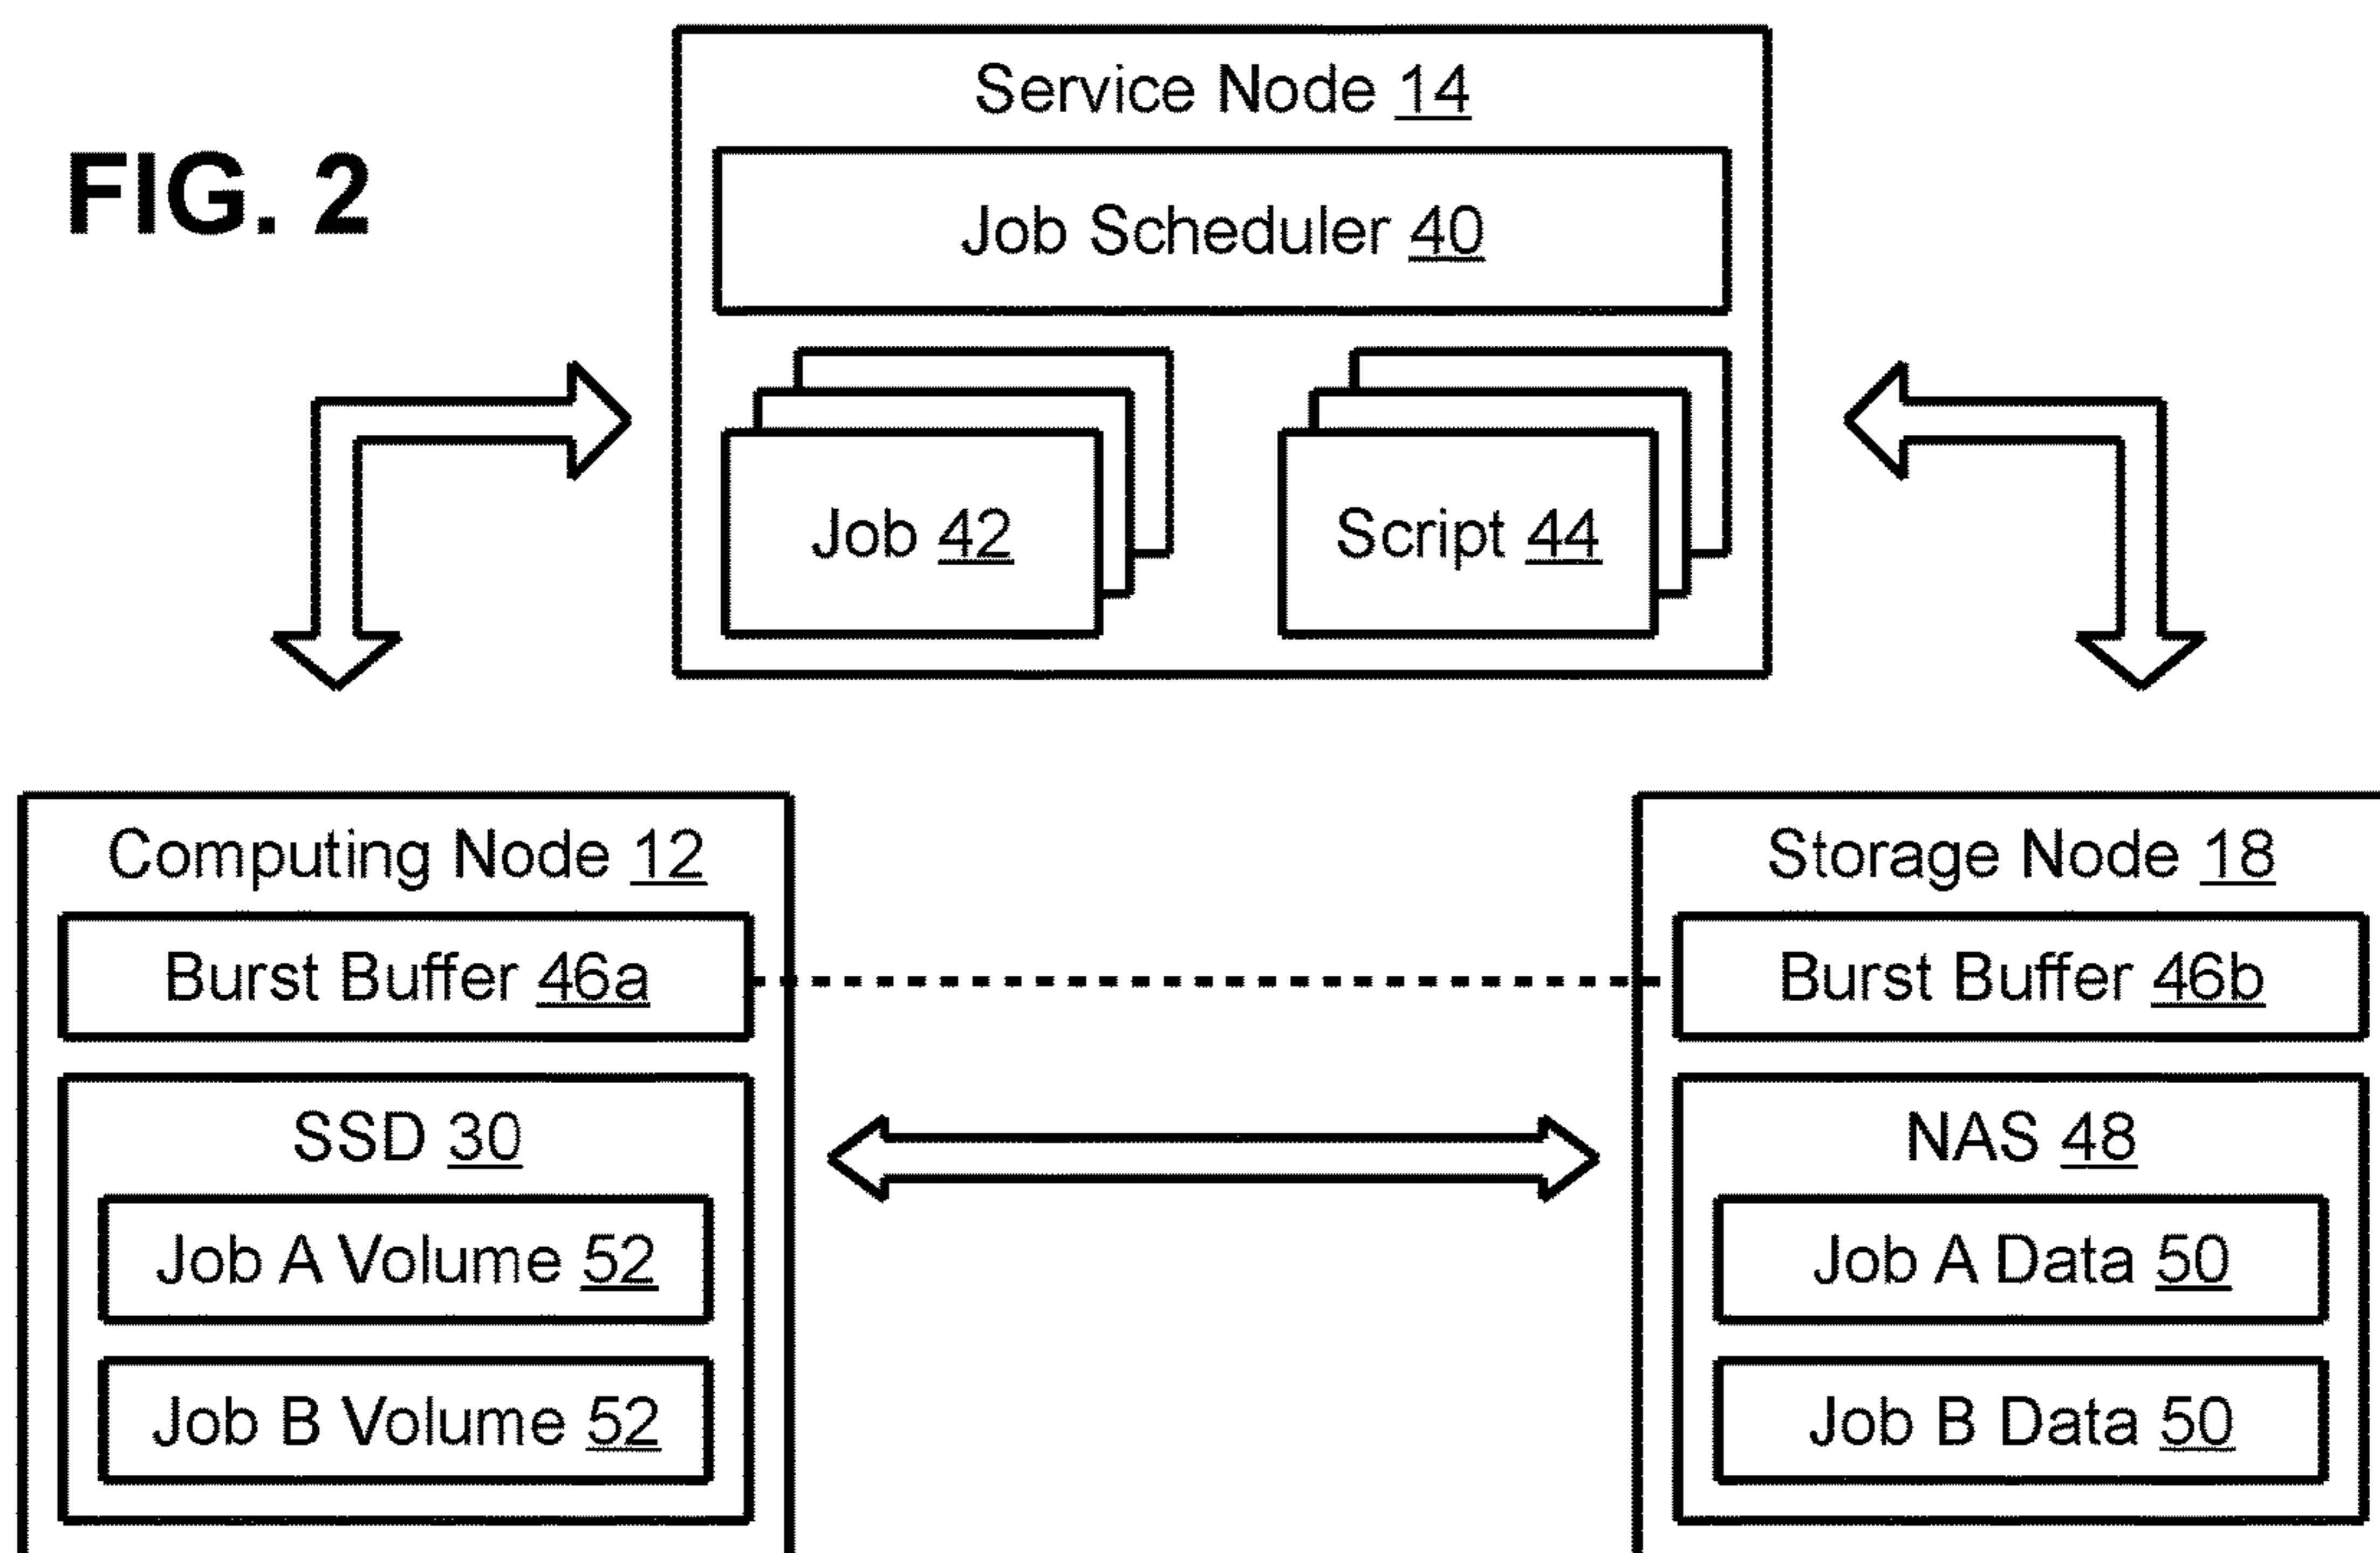 FIG. 2
Service Node 14
Job Scheduler 40
Job 42
Script 44
Computing Node 12
Burst Buffer 46a
SSD 30
Job A Volume 52
Job B Volume 52
Storage Node 18
Burst Buffer 46b
NAS 48
Job A Data 50
Job B Data 50